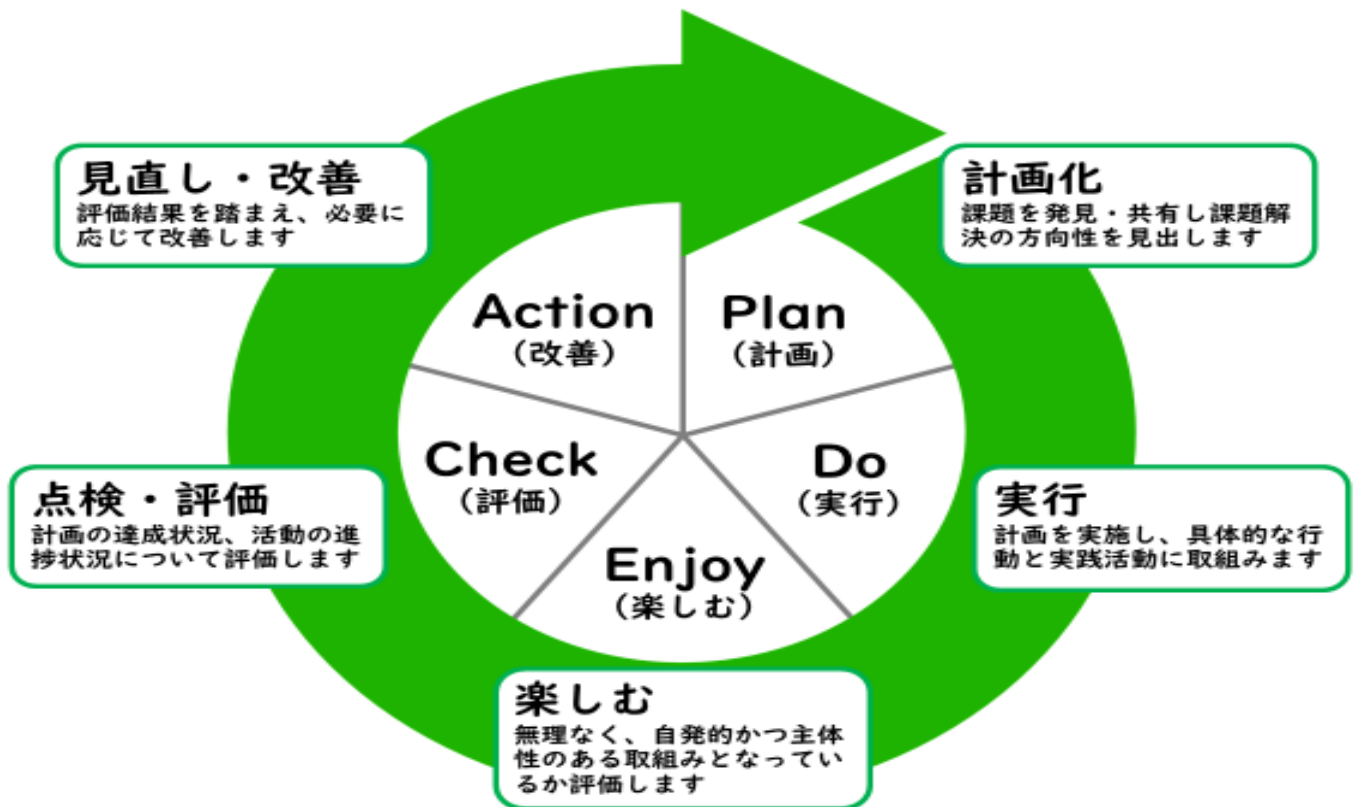 見直し・改善
評価結果を踏まえ、必要に
応じて改善します
計画化
課題を発見・共有し課題解
決の方向性を見出します
Action
（改善）
Plan
（計画）
Check
（評価）
Do
（実行）
Enjoy
（楽しむ）
点検・評価
計画の達成状況、活動の進
捗状況について評価します
実行
計画を実施し、具体的な行
動と実践活動に取組みます
楽しむ
無理なく、自発的かつ主体
性のある取組みとなってい
るか評価します